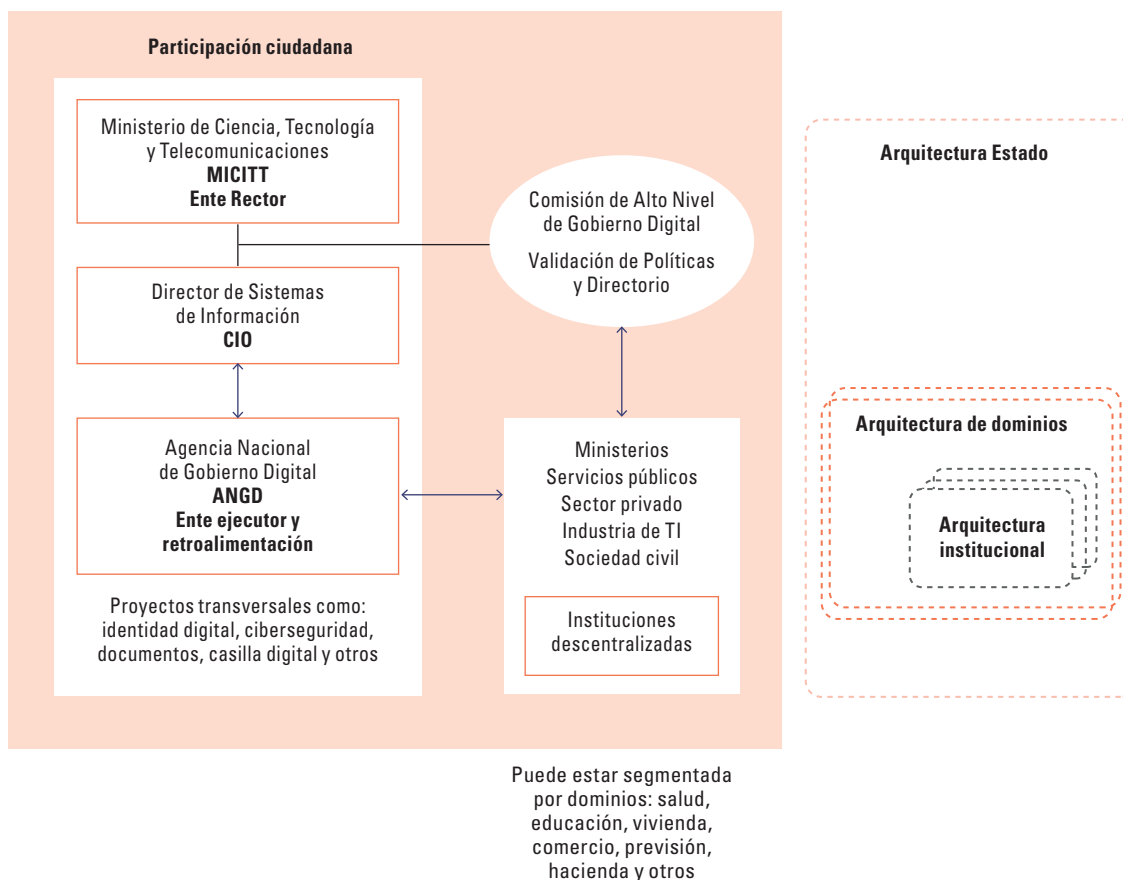 Participación ciudadana
Ministerio de Ciencia, Tecnología
y Telecomunicaciones
MICITT
Ente Rector
Director de Sistemas
de Información
CIO
Agencia Nacional
de Gobierno Digital
ANGD
Ente ejecutor y
retroalimentación
Proyectos transversales como:
identidad digital, ciberseguridad,
documentos, casilla digital y otros
Comisión de Alto Nivel
de Gobierno Digital
Validación de Políticas
y Directorio
Ministerios
Servicios públicos
Sector privado
Industria de TI
Sociedad civil
Instituciones
descentralizadas
Puede estar segmentada
por dominios: salud,
educación, vivienda,
comercio, previsión,
hacienda y otros
Arquitectura Estado
Arquitectura de dominios
Arquitectura
institucional